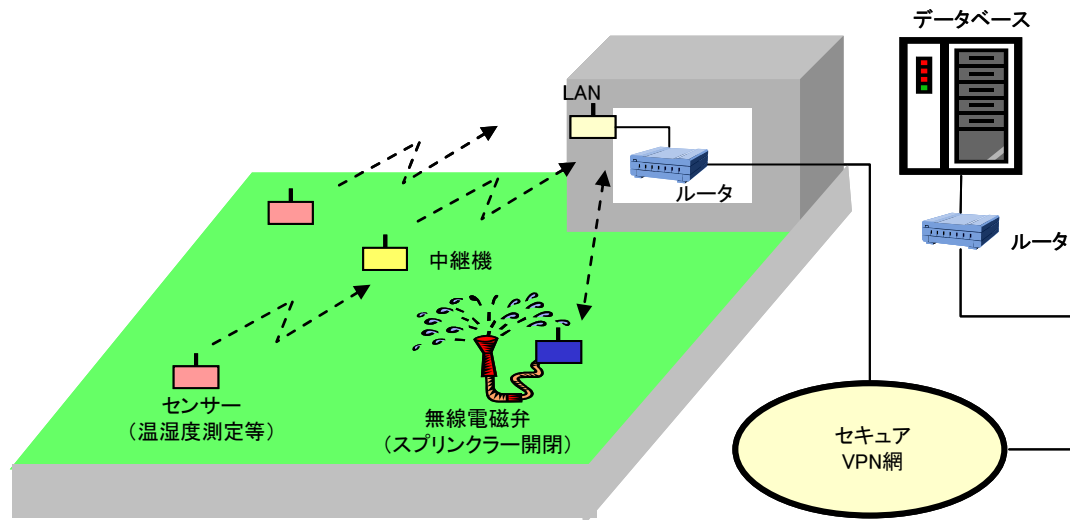 データベース
LAN
ルータ
ルータ
中継機
センサー
（温湿度測定等）
無線電磁弁
（スプリンクラー開閉）
セキュア
VPN網